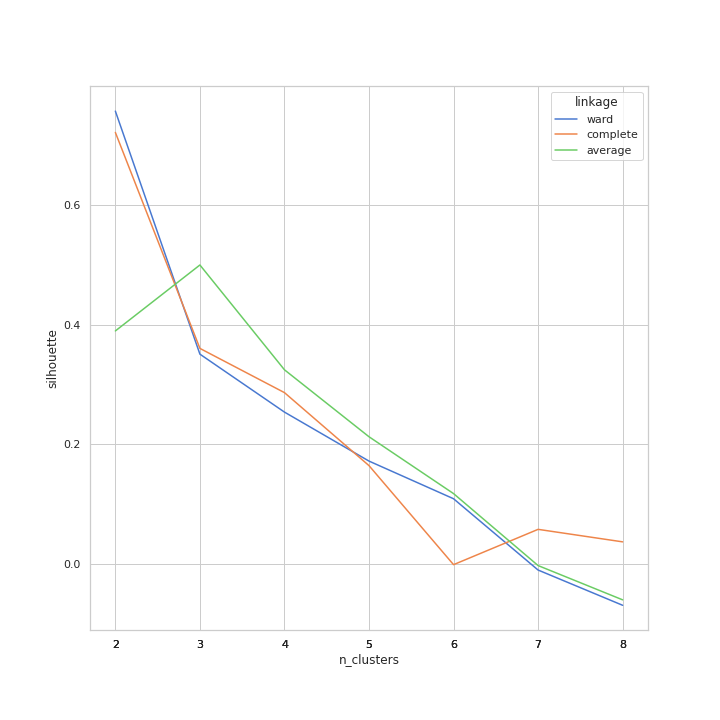 linkage
ward
complete
average
0.6
0.4
0.2
0.0
silhouette
2 3 4 5 6 7 8
n_clusters